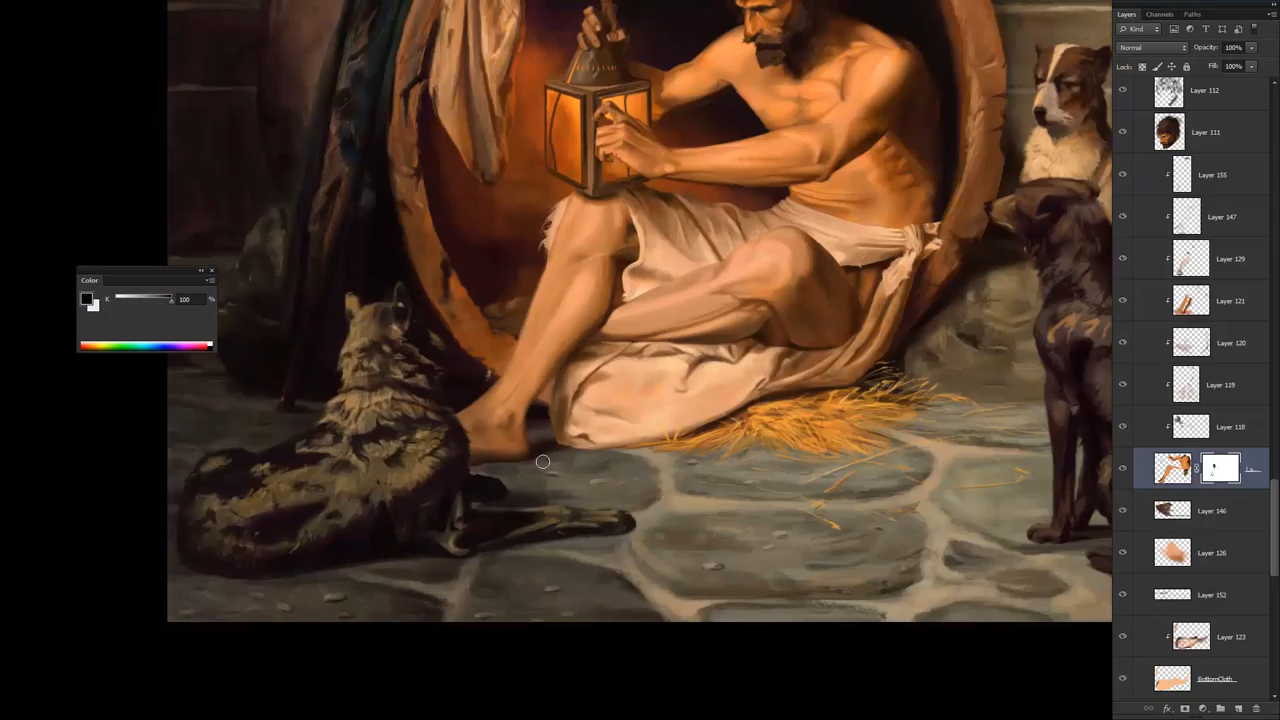 Layers Channels Paths
Kind
Normal Opacity: 100%
Lock: Fill: 100%
Layer 112
Layer 111
Layer 155
Layer 147
Layer 129
Layer 121
Layer 120
Layer 119
Layer 118
Layer 146
Layer 126
Layer 152
Layer 123
BottomCloth
Color
K 100 %
fx